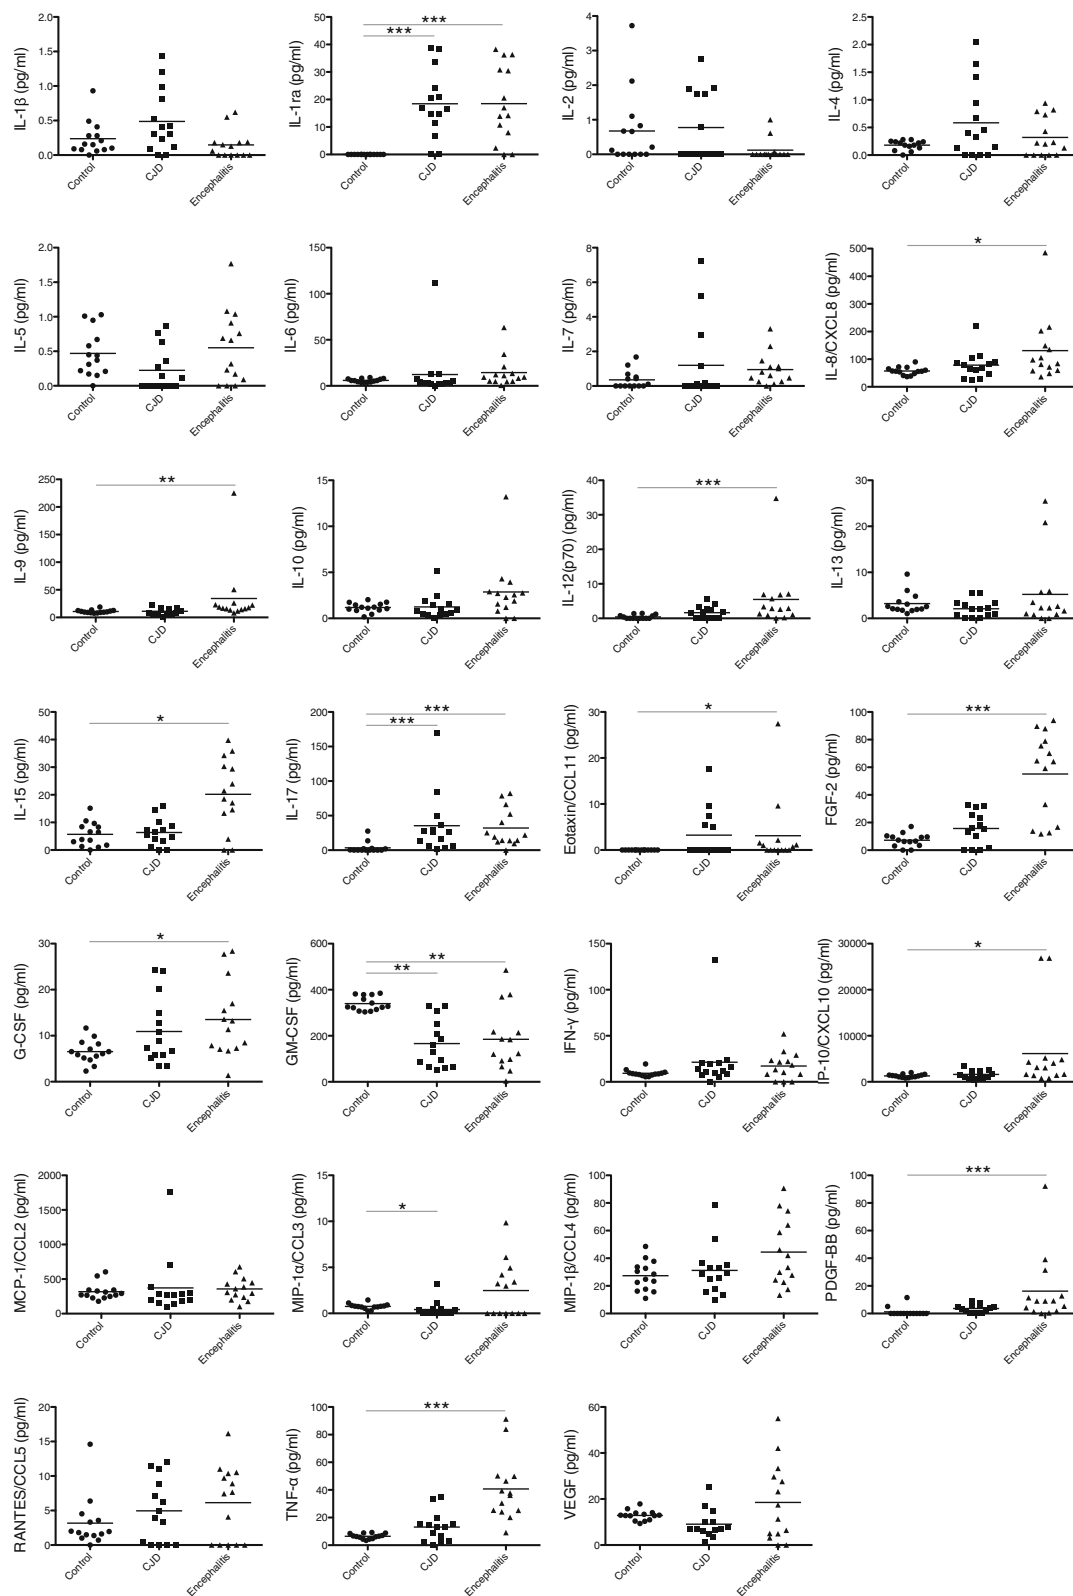 IL-1β (pg/ml)
2.0
1.5
1.0
0.5
0.0
Control
CJD
Encephalitis
IL-1ra (pg/ml)
50
40
30
20
10
0
***
***
Control
CJD
Encephalitis
IL-2 (pg/ml)
4
3
2
1
0
Control
CJD
Encephalitis
IL-4 (pg/ml)
2.5
2.0
1.5
1.0
0.5
0.0
Control
CJD
Encephalitis
IL-5 (pg/ml)
2.0
1.5
1.0
0.5
0.0
Control
CJD
Encephalitis
IL-6 (pg/ml)
150
100
50
0
Control
CJD
Encephalitis
IL-7 (pg/ml)
8
6
4
2
0
Control
CJD
Encephalitis
IL-8/CXCL8 (pg/ml)
500
400
300
200
100
0
*
Control
CJD
Encephalitis
IL-9 (pg/ml)
250
200
150
100
50
0
**
Control
CJD
Encephalitis
IL-10 (pg/ml)
15
10
5
0
Control
CJD
Encephalitis
IL-12(p70) (pg/ml)
40
30
20
10
0
***
Control
CJD
Encephalitis
IL-13 (pg/ml)
30
20
10
0
Control
CJD
Encephalitis
IL-15 (pg/ml)
50
40
30
20
10
0
*
Control
CJD
Encephalitis
IL-17 (pg/ml)
200
150
100
50
0
***
***
Control
CJD
Encephalitis
Eotaxin/CCL11 (pg/ml)
30
20
10
0
*
Control
CJD
Encephalitis
FGF-2 (pg/ml)
100
80
60
40
20
0
***
Control
CJD
Encephalitis
G-CSF (pg/ml)
30
20
10
0
*
Control
CJD
Encephalitis
GM-CSF (pg/ml)
600
400
200
0
**
**
Control
CJD
Encephalitis
IFN-γ (pg/ml)
150
100
50
0
Control
CJD
Encephalitis
IP-10/CXCL10 (pg/ml)
30000
20000
10000
0
*
Control
CJD
Encephalitis
MCP-1/CCL2 (pg/ml)
2000
1500
1000
500
0
Control
CJD
Encephalitis
MIP-1α/CCL3 (pg/ml)
15
10
5
0
*
Control
CJD
Encephalitis
MIP-1β/CCL4 (pg/ml)
100
80
60
40
20
0
Control
CJD
Encephalitis
PDGF-BB (pg/ml)
100
80
60
40
20
0
***
Control
CJD
Encephalitis
RANTES/CCL5 (pg/ml)
20
15
10
5
0
Control
CJD
Encephalitis
TNF-α (pg/ml)
100
80
60
40
20
0
***
Control
CJD
Encephalitis
VEGF (pg/ml)
60
40
20
0
Control
CJD
Encephalitis